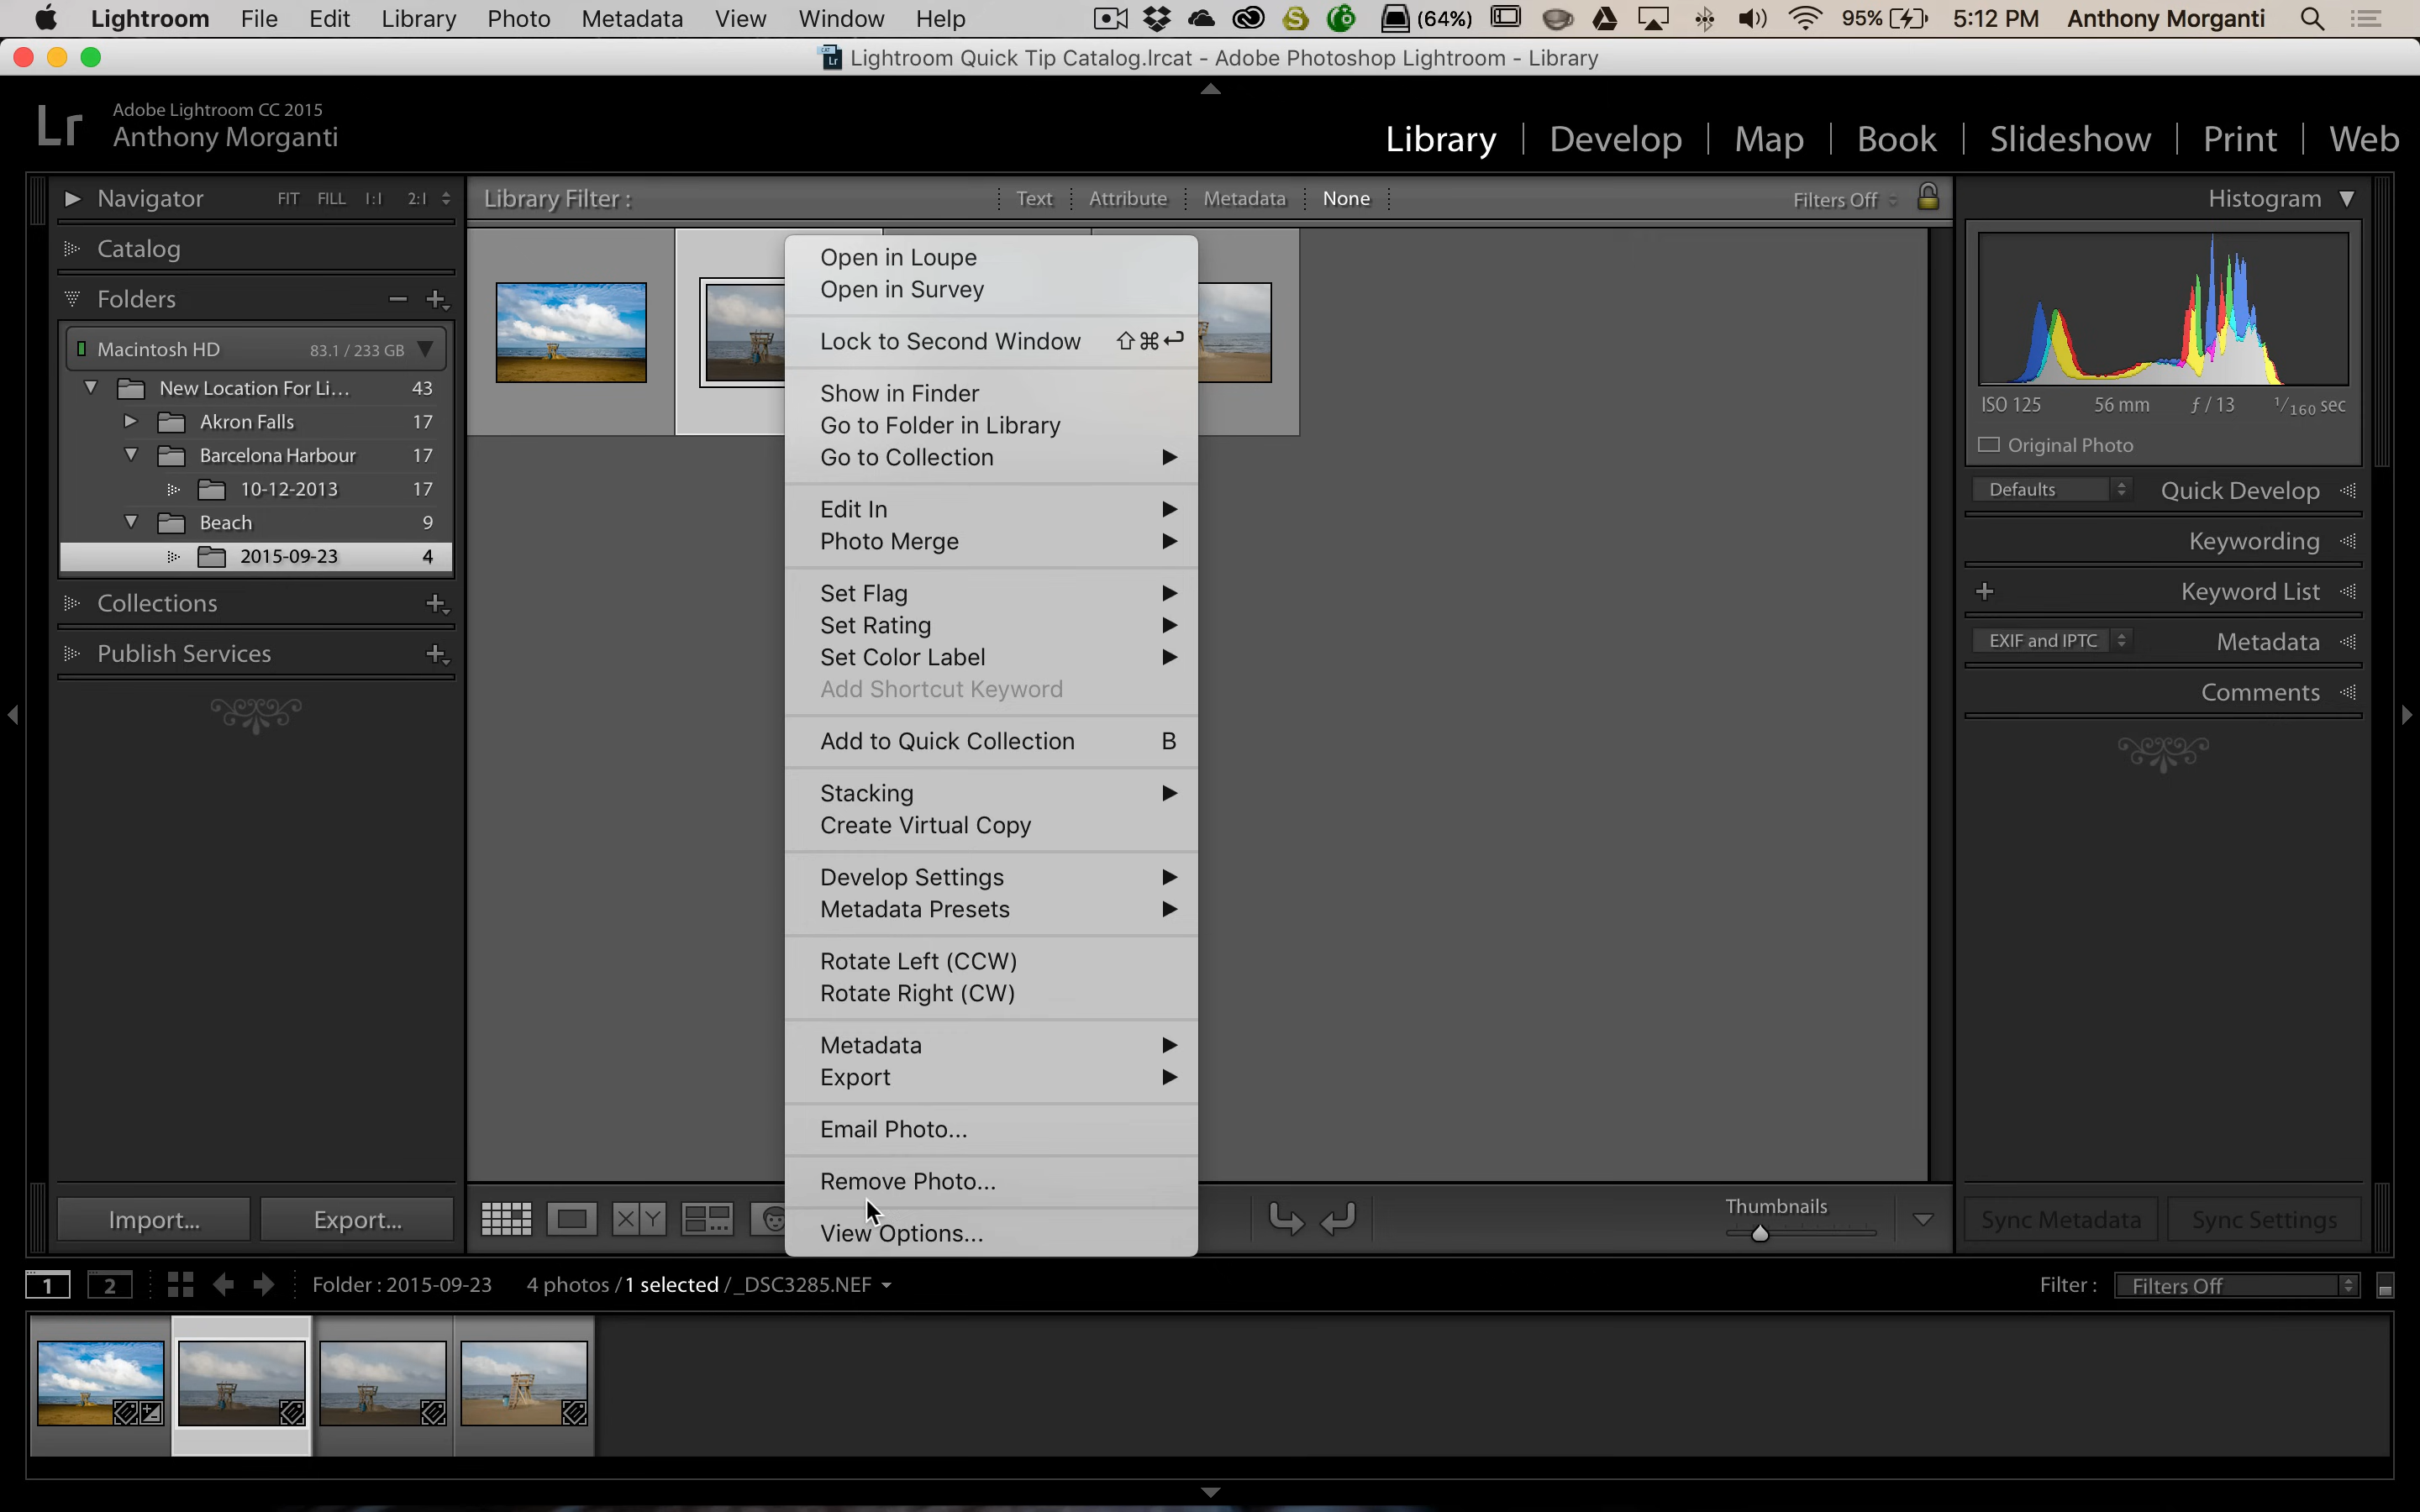 Lightroom File Edit Library Photo Metadata View Window Help (64%) 95% 5:12 PM Anthony Morganti
Lightroom Quick Tip Catalog.lrcat - Adobe Photoshop Lightroom - Library
Lr
Adobe Lightroom CC 2015
Anthony Morganti
Library | Develop | Map | Book | Slideshow | Print | Web
Navigator FIT FILL 1:1 2:1
Catalog
Folders
Macintosh HD 83.1 / 233 GB
New Location For Li... 43
Akron Falls 17
Barcelona Harbour 17
10-12-2013 17
Beach 9
2015-09-23 4
Collections
Publish Services
Import... Export...
Library Filter : Text Attribute Metadata None Filters Off
Open in Loupe
Open in Survey
Lock to Second Window ⇧⌘↩
Show in Finder
Go to Folder in Library
Go to Collection
Edit In
Photo Merge
Set Flag
Set Rating
Set Color Label
Add Shortcut Keyword
Add to Quick Collection B
Stacking
Create Virtual Copy
Develop Settings
Metadata Presets
Rotate Left (CCW)
Rotate Right (CW)
Metadata
Export
Email Photo...
Remove Photo...
View Options...
X Y
Thumbnails
Histogram
ISO 125 56 mm ƒ / 13 1/160 sec
Original Photo
Defaults Quick Develop
Keywording
Keyword List
EXIF and IPTC Metadata
Comments
Sync Metadata Sync Settings
1 2 Folder : 2015-09-23 4 photos / 1 selected / _DSC3285.NEF Filter : Filters Off